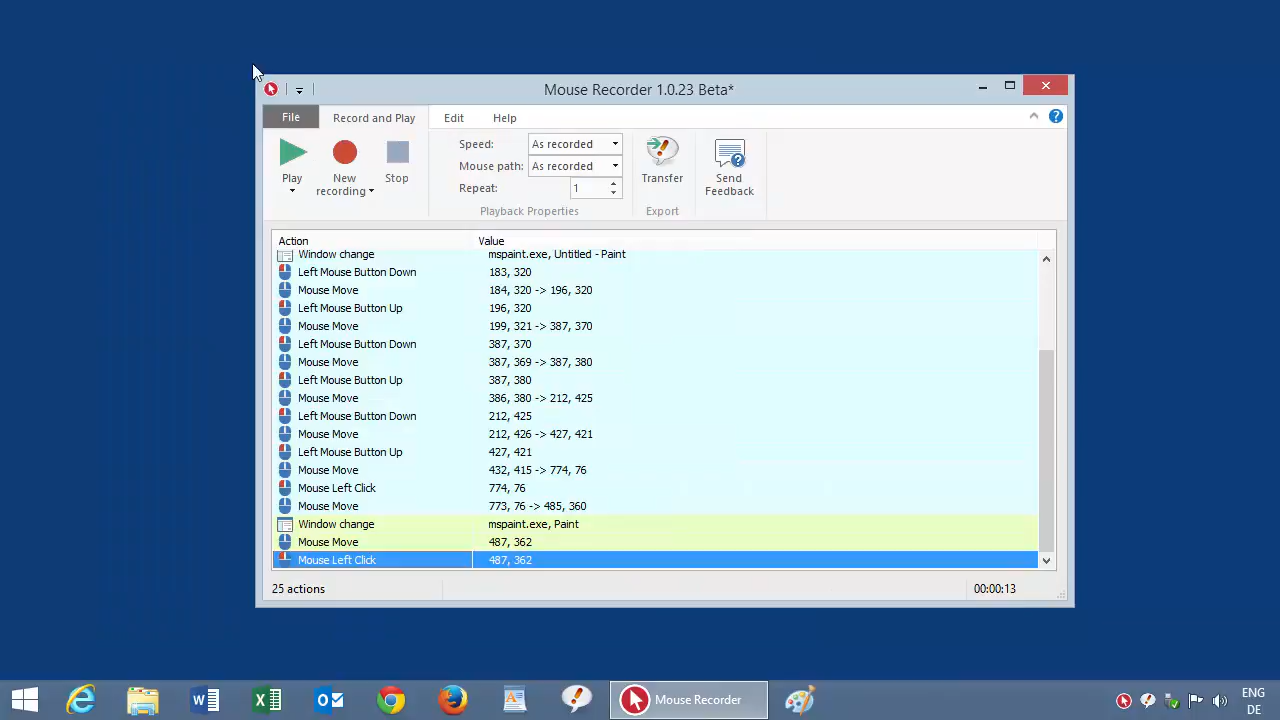 Mouse Recorder 1.0.23 Beta*
File Record and Play Edit Help
Play
New recording
Stop
Speed: As recorded
Mouse path: As recorded
Repeat: 1
Playback Properties
Transfer
Export
Send Feedback
Action Value
Window change mspaint.exe, Untitled - Paint
Left Mouse Button Down 183, 320
Mouse Move 184, 320 -> 196, 320
Left Mouse Button Up 196, 320
Mouse Move 199, 321 -> 387, 370
Left Mouse Button Down 387, 370
Mouse Move 387, 369 -> 387, 380
Left Mouse Button Up 387, 380
Mouse Move 386, 380 -> 212, 425
Left Mouse Button Down 212, 425
Mouse Move 212, 426 -> 427, 421
Left Mouse Button Up 427, 421
Mouse Move 432, 415 -> 774, 76
Mouse Left Click 774, 76
Mouse Move 773, 76 -> 485, 360
Window change mspaint.exe, Paint
Mouse Move 487, 362
Mouse Left Click 487, 362
25 actions 00:00:13
Mouse Recorder
ENG
DE